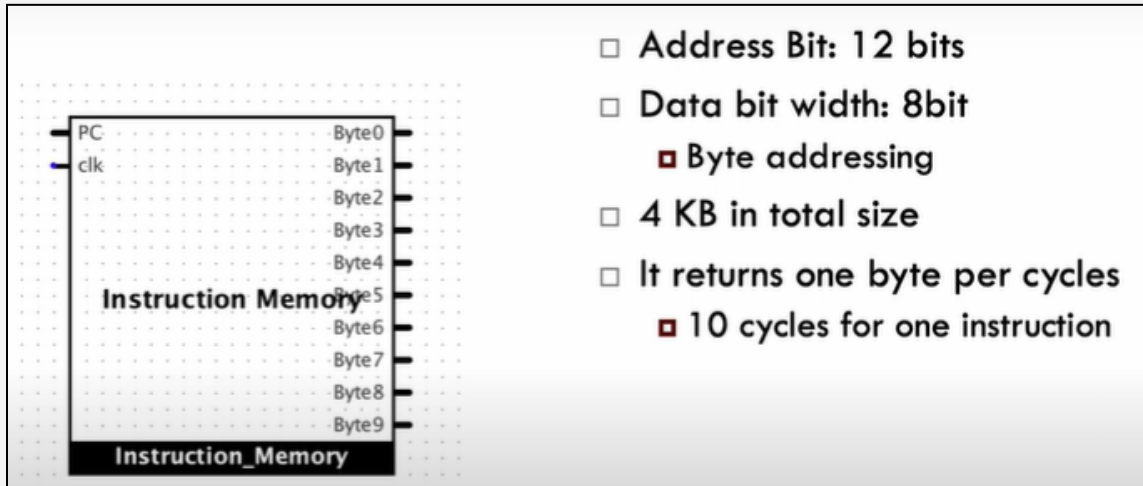 PC
clk
Byte0
Byte1
Byte2
Byte3
Byte4
Byte5
Byte6
Byte7
Byte8
Byte9
Instruction Memory
Instruction_Memory
Address Bit: 12 bits
Data bit width: 8bit
Byte addressing
4 KB in total size
It returns one byte per cycles
10 cycles for one instruction